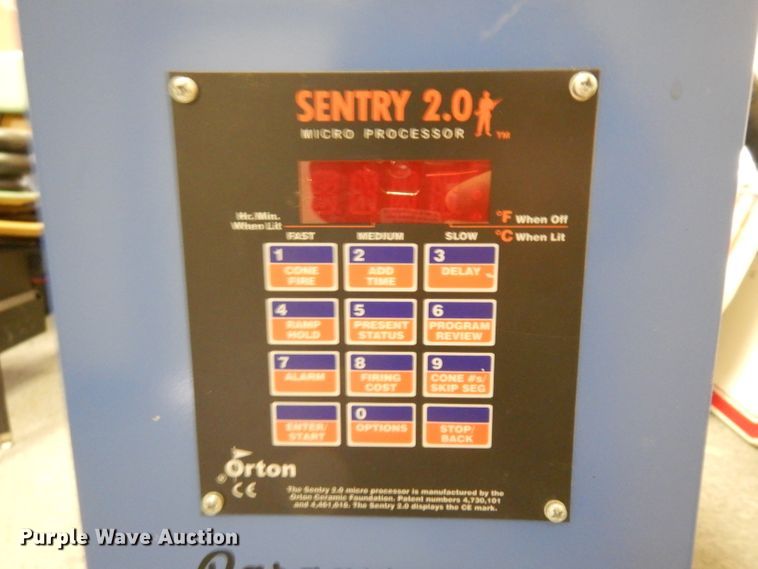 SENTRY 2.0
MICRO PROCESSOR TM
Hr./Min.
When Lit
°F When Off
°C When Lit
FAST MEDIUM SLOW
1 2 3
CONE FIRE ADD TIME DELAY
4 5 6
RAMP HOLD PRESENT STATUS PROGRAM REVIEW
7 8 9
ALARM FIRING COST CONE #s/ SKIP SEG
0
ENTER/ START OPTIONS STOP/ BACK
Orton
CE
The Sentry 2.0 micro processor is manufactured by the
Orton Ceramic Foundation. Patent numbers 4,730,101
and 4,461,616. The Sentry 2.0 displays the CE mark.
Purple Wave Auction